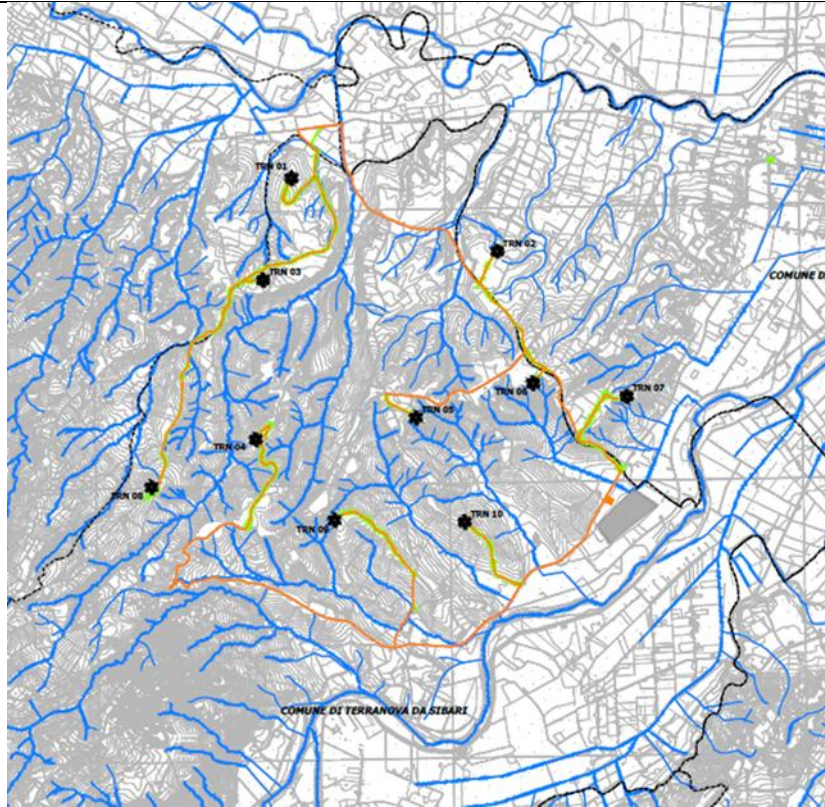 TRN 01
TRN 02
COMUNE D
TRN 03
TRN 06
TRN 07
TRN 05
TRN 04
TRN 08
TRN 09
TRN 10
COMUNE DI TERRANOVA DA SIBARI